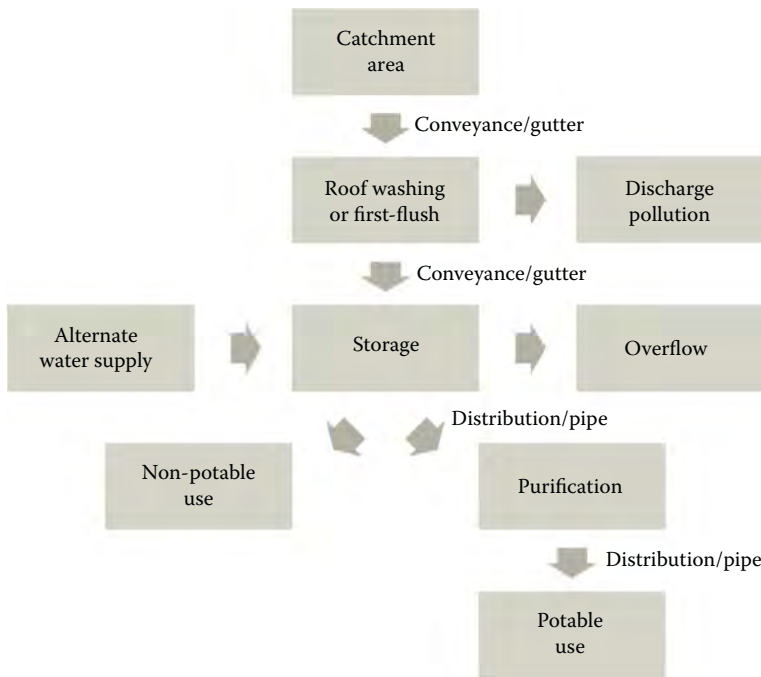 Catchment
area
Conveyance/gutter
Roof washing
or first-flush
Discharge
pollution
Conveyance/gutter
Alternate
water supply
Storage
Overflow
Distribution/pipe
Non-potable
use
Purification
Distribution/pipe
Potable
use